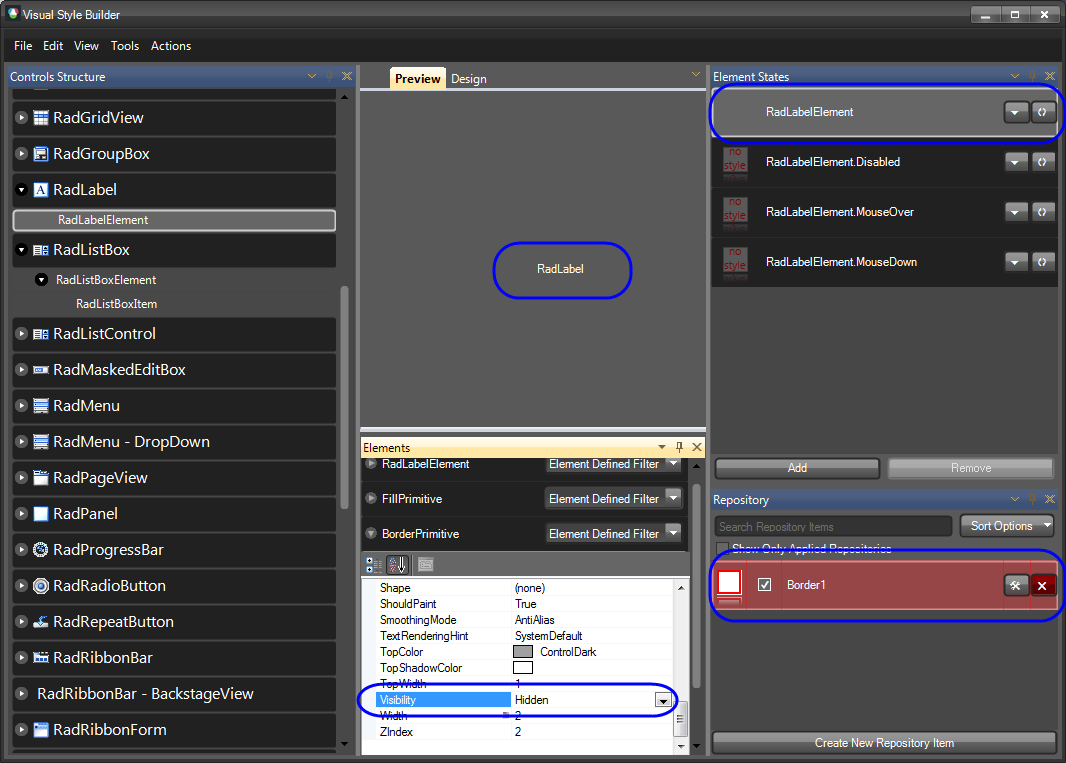 Visual Style Builder
File Edit View Tools Actions
Controls Structure
RadGridView
RadGroupBox
RadLabel
RadLabelElement
RadListBox
RadListBoxElement
RadListBoxItem
RadListControl
RadMaskedEditBox
RadMenu
RadMenu - DropDown
RadPageView
RadPanel
RadProgressBar
RadRadioButton
RadRepeatButton
RadRibbonBar
RadRibbonBar - BackstageView
RadRibbonForm
Preview Design
RadLabel
Elements
RadLabelElement Element Defined Filter
FillPrimitive Element Defined Filter
BorderPrimitive Element Defined Filter
Shape (none)
ShouldPaint True
SmoothingMode AntiAlias
TextRenderingHint SystemDefault
TopColor ControlDark
TopShadowColor
TopWidth 1
Visibility Hidden
Width 2
ZIndex 2
Element States
RadLabelElement
no style RadLabelElement.Disabled
no style RadLabelElement.MouseOver
no style RadLabelElement.MouseDown
Add Remove
Repository
Search Repository Items Sort Options
Show Only Applied Repositories
Border1
Create New Repository Item